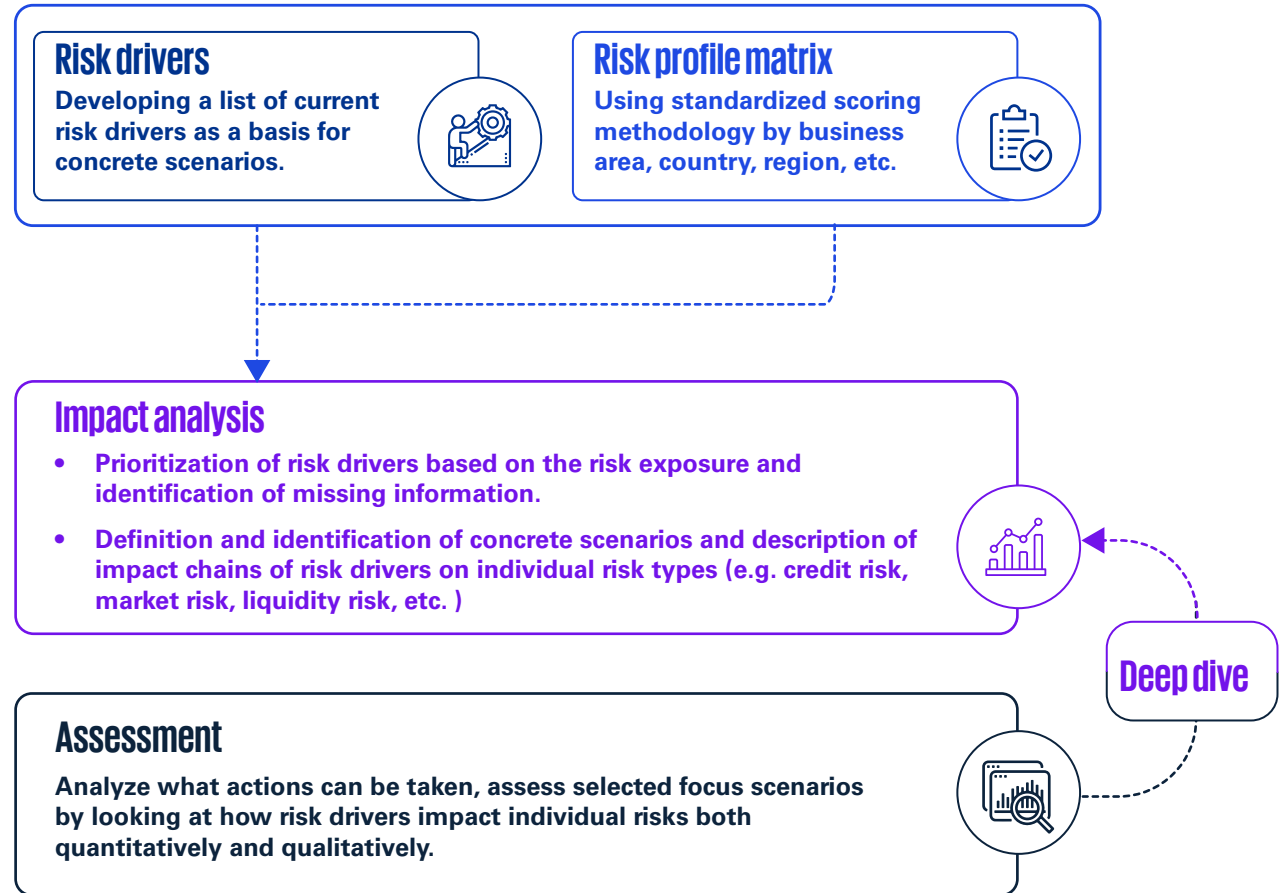 Risk drivers
Developing a list of current
risk drivers as a basis for
concrete scenarios.
Risk profile matrix
Using standardized scoring
methodology by business
area, country, region, etc.
Impact analysis
• Prioritization of risk drivers based on the risk exposure and
identification of missing information.
• Definition and identification of concrete scenarios and description of
impact chains of risk drivers on individual risk types (e.g. credit risk,
market risk, liquidity risk, etc. )
Deep dive
Assessment
Analyze what actions can be taken, assess selected focus scenarios
by looking at how risk drivers impact individual risks both
quantitatively and qualitatively.